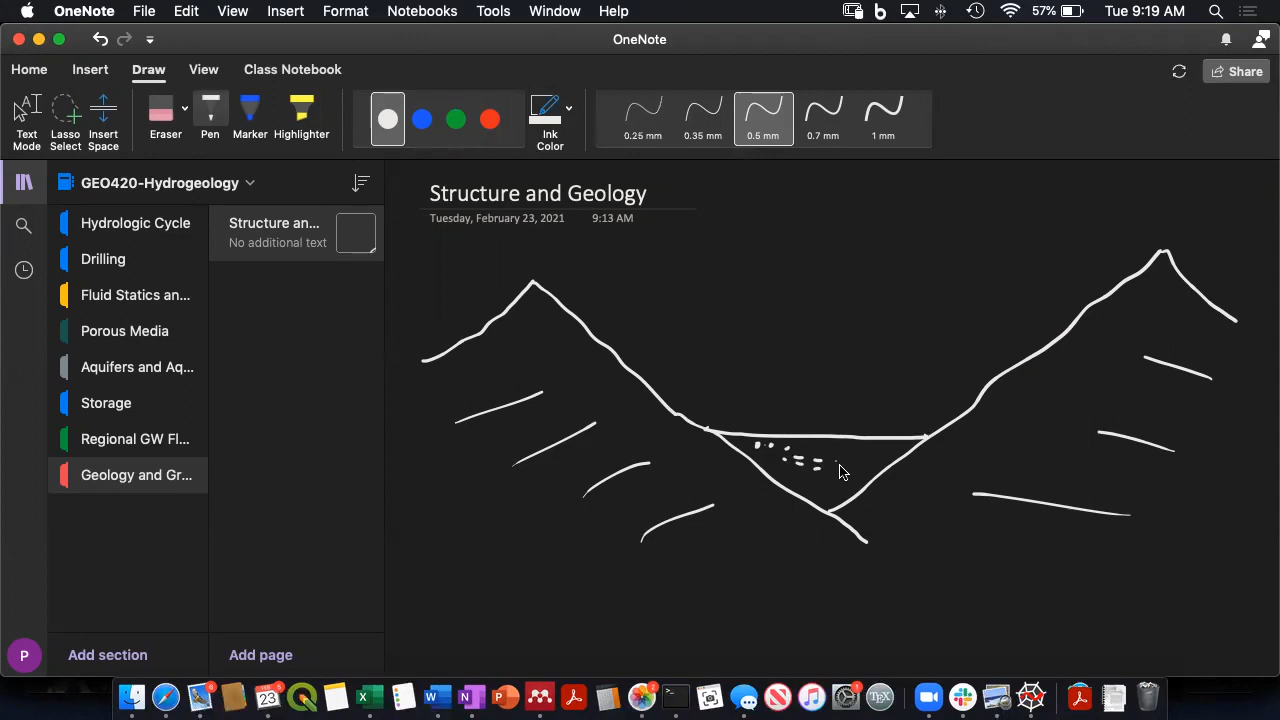 OneNote File Edit View Insert Format Notebooks Tools Window Help 57% Tue 9:19 AM
OneNote
Home Insert Draw View Class Notebook Share
Text Mode
Lasso Select
Insert Space
Eraser
Pen
Marker
Highlighter
Ink Color
0.25 mm 0.35 mm 0.5 mm 0.7 mm 1 mm
GEO420-Hydrogeology
Hydrologic Cycle
Drilling
Fluid Statics an...
Porous Media
Aquifers and Aq...
Storage
Regional GW Fl...
Geology and Gr...
Structure an...
No additional text
Structure and Geology
Tuesday, February 23, 2021 9:13 AM
P
Add section
Add page